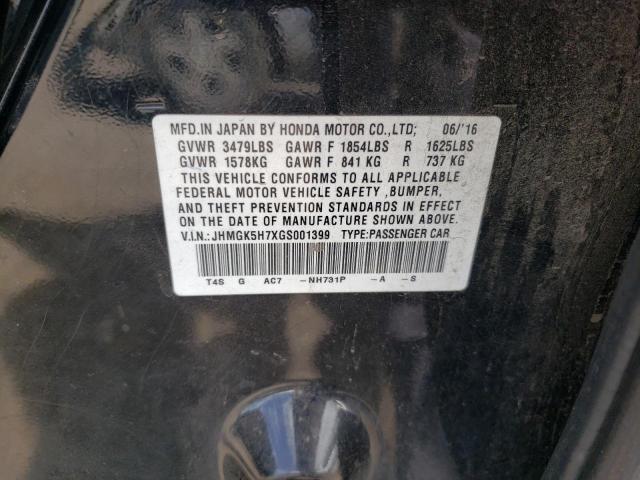 MFD.IN JAPAN BY HONDA MOTOR CO.,LTD; 06/'16
GVWR 3479LBS GAWR F 1854LBS R 1625LBS
GVWR 1578KG GAWR F 841 KG R 737 KG
THIS VEHICLE CONFORMS TO ALL APPLICABLE
FEDERAL MOTOR VEHICLE SAFETY ,BUMPER,
AND THEFT PREVENTION STANDARDS IN EFFECT
ON THE DATE OF MANUFACTURE SHOWN ABOVE.
V.I.N.:JHMGK5H7XGS001399 TYPE:PASSENGER CAR
T4S G AC7 -NH731P -A -S